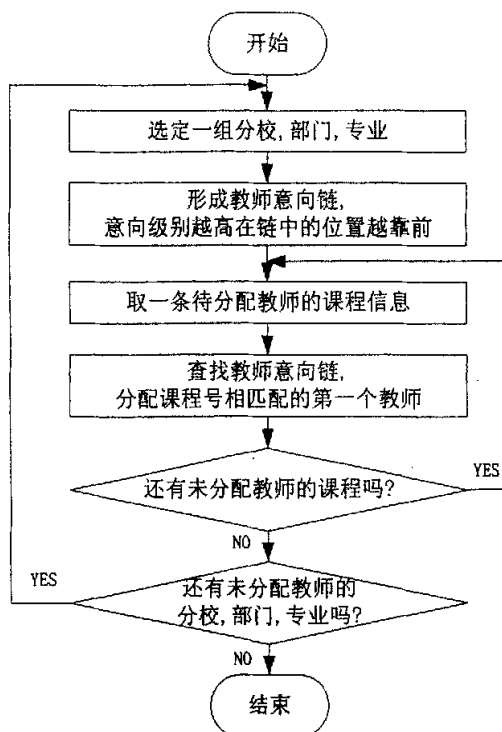 开始
选定一组分校,部门,专业
形成教师意向链,
意向级别越高在链中的位置越靠前
取一条待分配教师的课程信息
查找教师意向链,
分配课程号相匹配的第一个教师
还有未分配教师的课程吗?
YES
NO
YES
还有未分配教师的
分校,部门,专业吗?
NO
结束